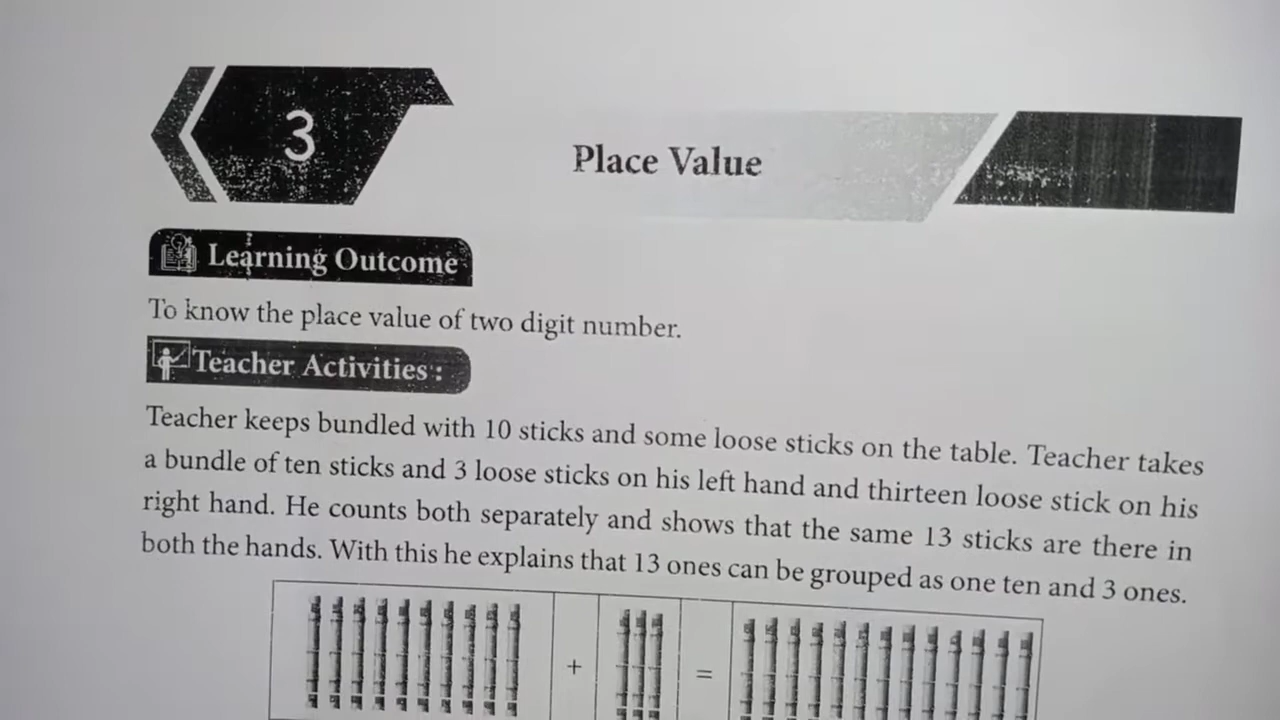 3
Place Value
Learning Outcome
To know the place value of two digit number.
Teacher Activities :
Teacher keeps bundled with 10 sticks and some loose sticks on the table. Teacher takes
a bundle of ten sticks and 3 loose sticks on his left hand and thirteen loose stick on his
right hand. He counts both separately and shows that the same 13 sticks are there in
both the hands. With this he explains that 13 ones can be grouped as one ten and 3 ones.
+ =